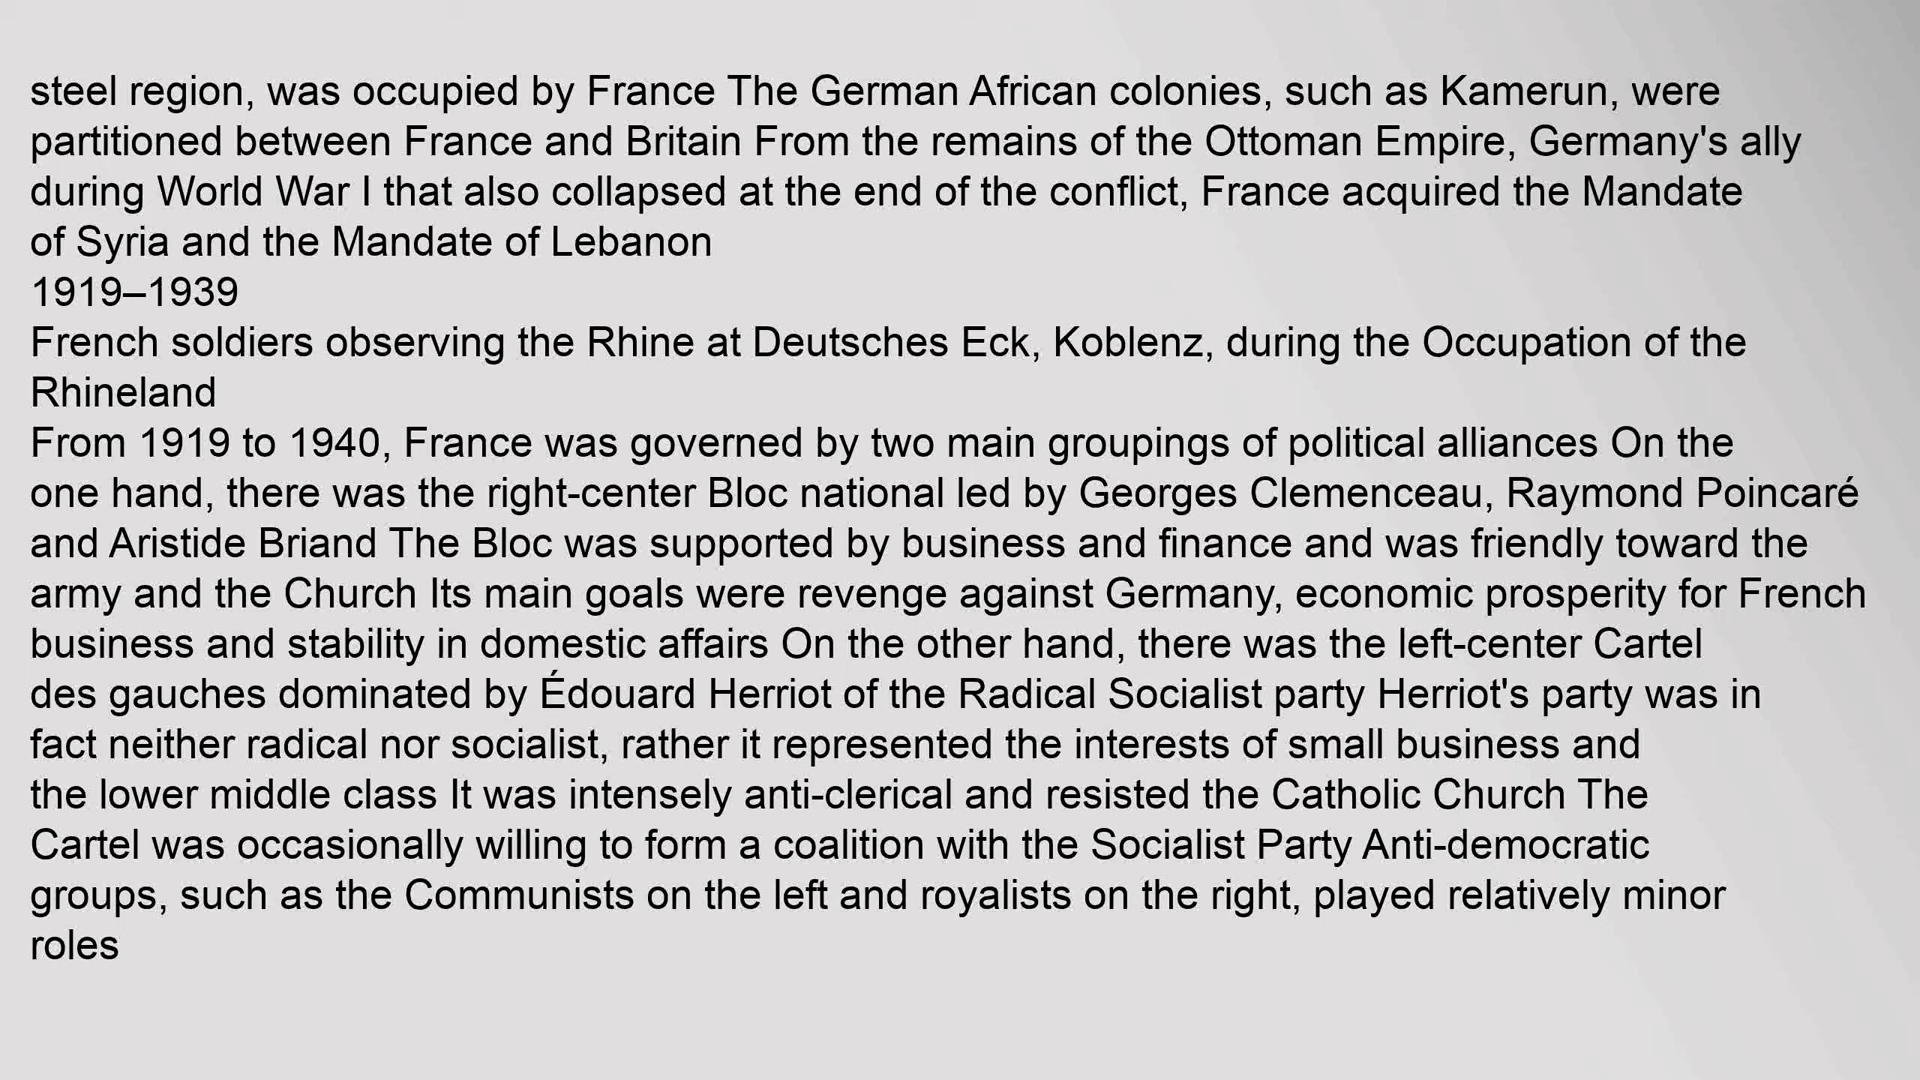 steel region, was occupied by France The German African colonies, such as Kamerun, were
partitioned between France and Britain From the remains of the Ottoman Empire, Germany's ally
during World War I that also collapsed at the end of the conflict, France acquired the Mandate
of Syria and the Mandate of Lebanon
1919–1939
French soldiers observing the Rhine at Deutsches Eck, Koblenz, during the Occupation of the
Rhineland
From 1919 to 1940, France was governed by two main groupings of political alliances On the
one hand, there was the right-center Bloc national led by Georges Clemenceau, Raymond Poincaré
and Aristide Briand The Bloc was supported by business and finance and was friendly toward the
army and the Church Its main goals were revenge against Germany, economic prosperity for French
business and stability in domestic affairs On the other hand, there was the left-center Cartel
des gauches dominated by Édouard Herriot of the Radical Socialist party Herriot's party was in
fact neither radical nor socialist, rather it represented the interests of small business and
the lower middle class It was intensely anti-clerical and resisted the Catholic Church The
Cartel was occasionally willing to form a coalition with the Socialist Party Anti-democratic
groups, such as the Communists on the left and royalists on the right, played relatively minor
roles